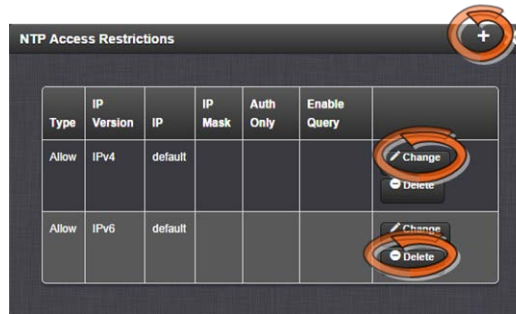 NTP Access Restrictions +
Type IP Version IP IP Mask Auth Only Enable Query
Allow IPv4 default Change
Delete
Allow IPv6 default Change
Delete